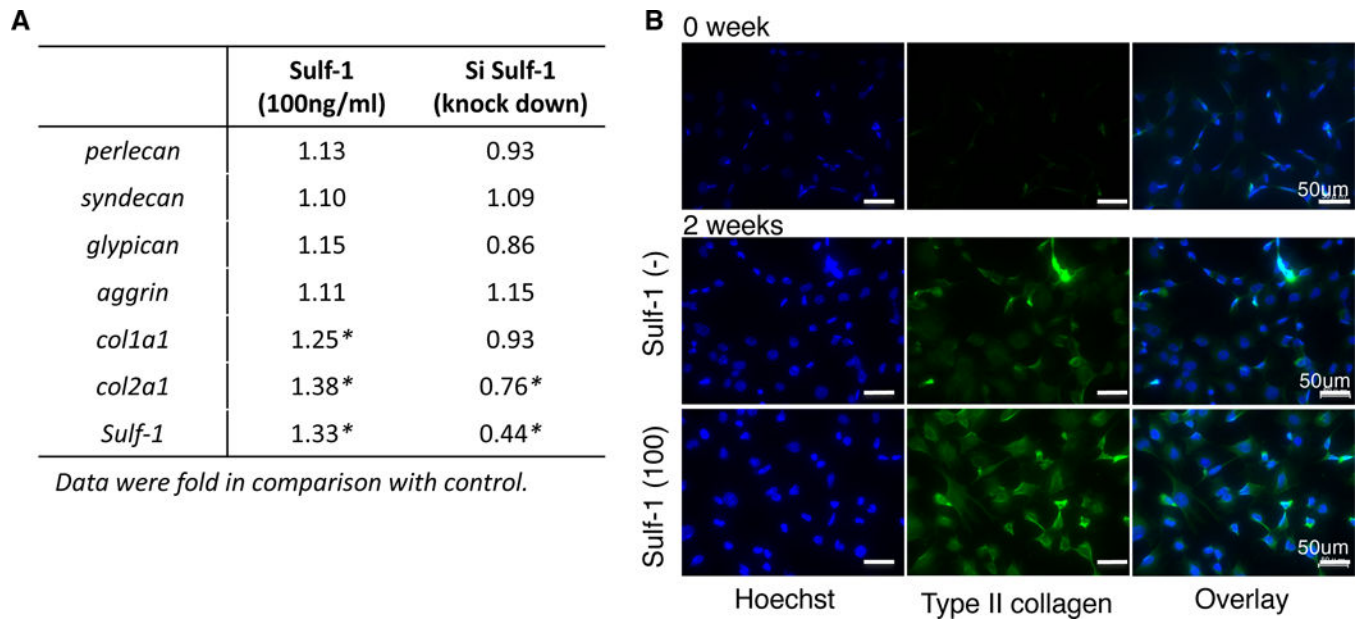 A
Sulf-1 Si Sulf-1
(100ng/ml) (knock down)
perlecan 1.13 0.93
syndecan 1.10 1.09
glypican 1.15 0.86
aggrin 1.11 1.15
col1a1 1.25* 0.93
col2a1 1.38* 0.76*
Sulf-1 1.33* 0.44*
Data were fold in comparison with control.
B
0 week
50um
2 weeks
Sulf-1 (-)
50um
Sulf-1 (100)
50um
Hoechst Type II collagen Overlay